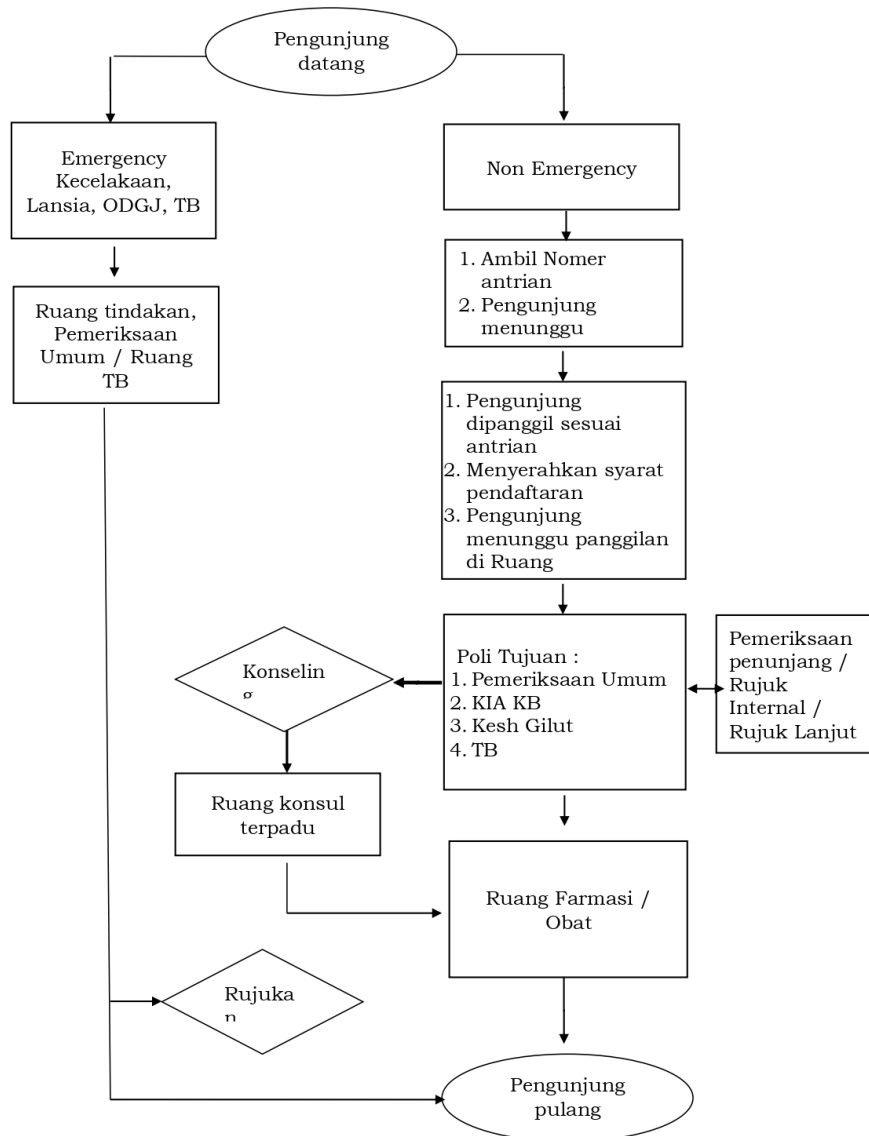 Pengunjung
datang
Emergency
Kecelakaan,
Lansia, ODGJ, TB
Non Emergency
1. Ambil Nomer
antrian
2. Pengunjung
menunggu
Ruang tindakan,
Pemeriksaan
Umum / Ruang
TB
1. Pengunjung
dipanggil sesuai
antrian
2. Menyerahkan syarat
pendaftaran
3. Pengunjung
menunggu panggilan
di Ruang
Konselin
g
Poli Tujuan :
1. Pemeriksaan Umum
2. KIA KB
3. Kesh Gilut
4. TB
Pemeriksaan
penunjang /
Rujuk
Internal /
Rujuk Lanjut
Ruang konsul
terpadu
Ruang Farmasi /
Obat
Rujuka
n
Pengunjung
pulang